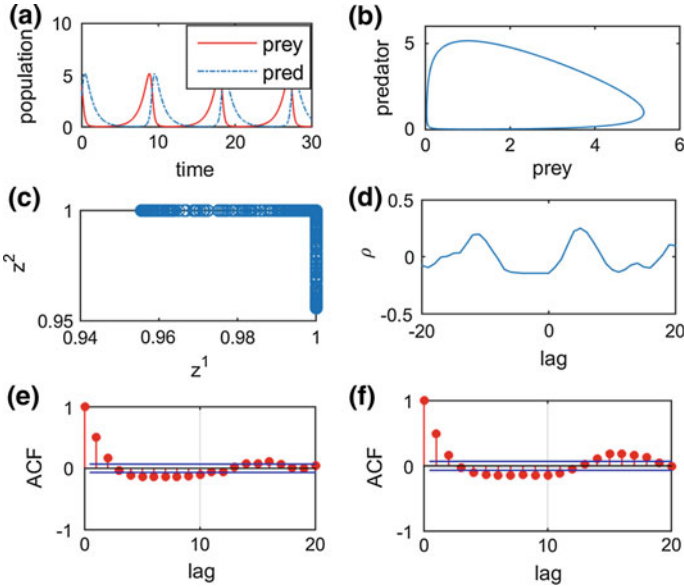 (a)
10
5
0
population
prey
pred
0 10 20 30
time
(b)
5
0
predator
0 2 4 6
prey
(c)
1
0.95
z2
0.94 0.96 0.98 1
z1
(d)
0.5
0
-0.5
ρ
-20 0 20
lag
(e)
1
0
-1
ACF
0 10 20
lag
(f)
1
0
-1
ACF
0 10 20
lag